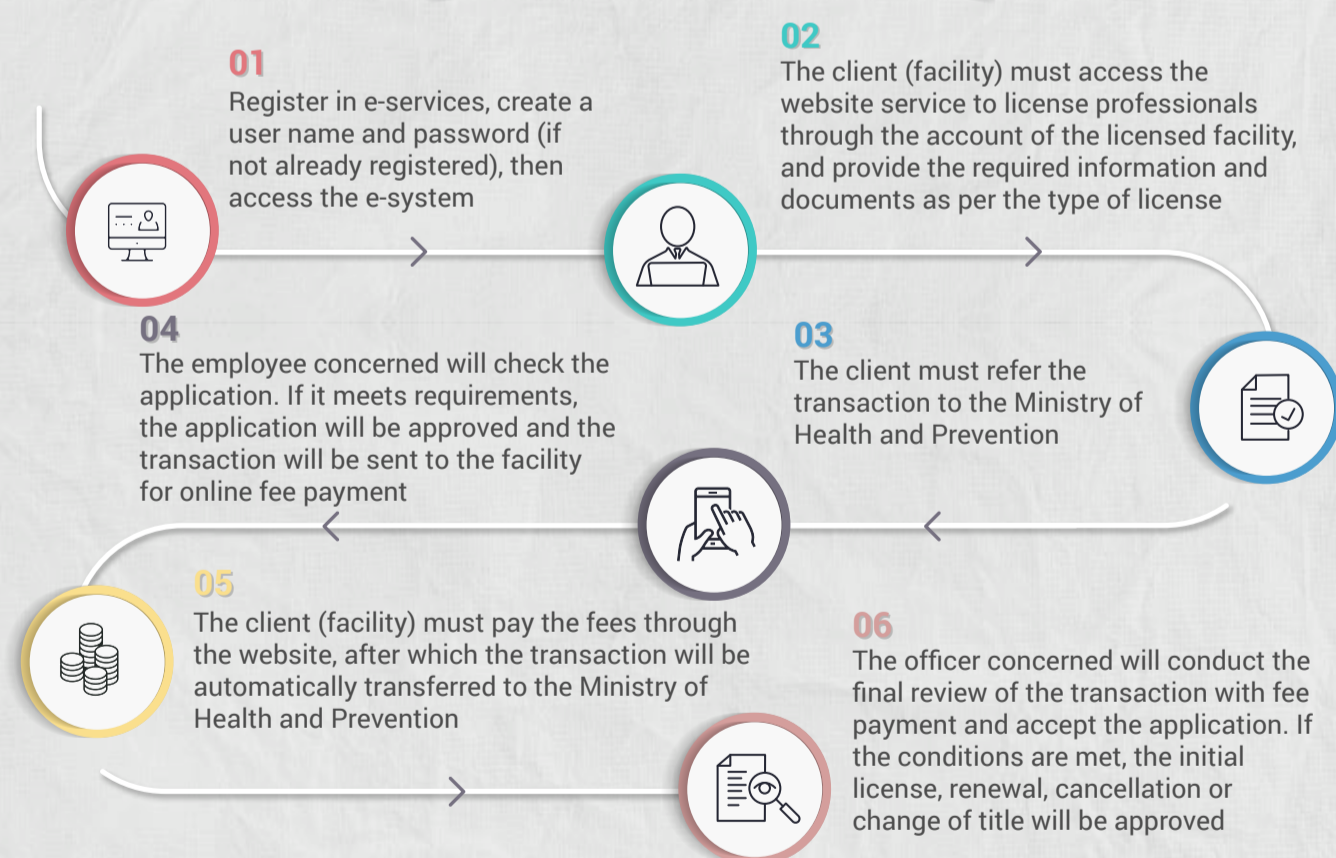 01
Register in e-services, create a
user name and password (if
not already registered), then
access the e-system
02
The client (facility) must access the
website service to license professionals
through the account of the licensed facility,
and provide the required information and
documents as per the type of license
03
The client must refer the
transaction to the Ministry of
Health and Prevention
04
The employee concerned will check the
application. If it meets requirements,
the application will be approved and the
transaction will be sent to the facility
for online fee payment
05
The client (facility) must pay the fees through
the website, after which the transaction will be
automatically transferred to the Ministry of
Health and Prevention
06
The officer concerned will conduct the
final review of the transaction with fee
payment and accept the application. If
the conditions are met, the initial
license, renewal, cancellation or
change of title will be approved